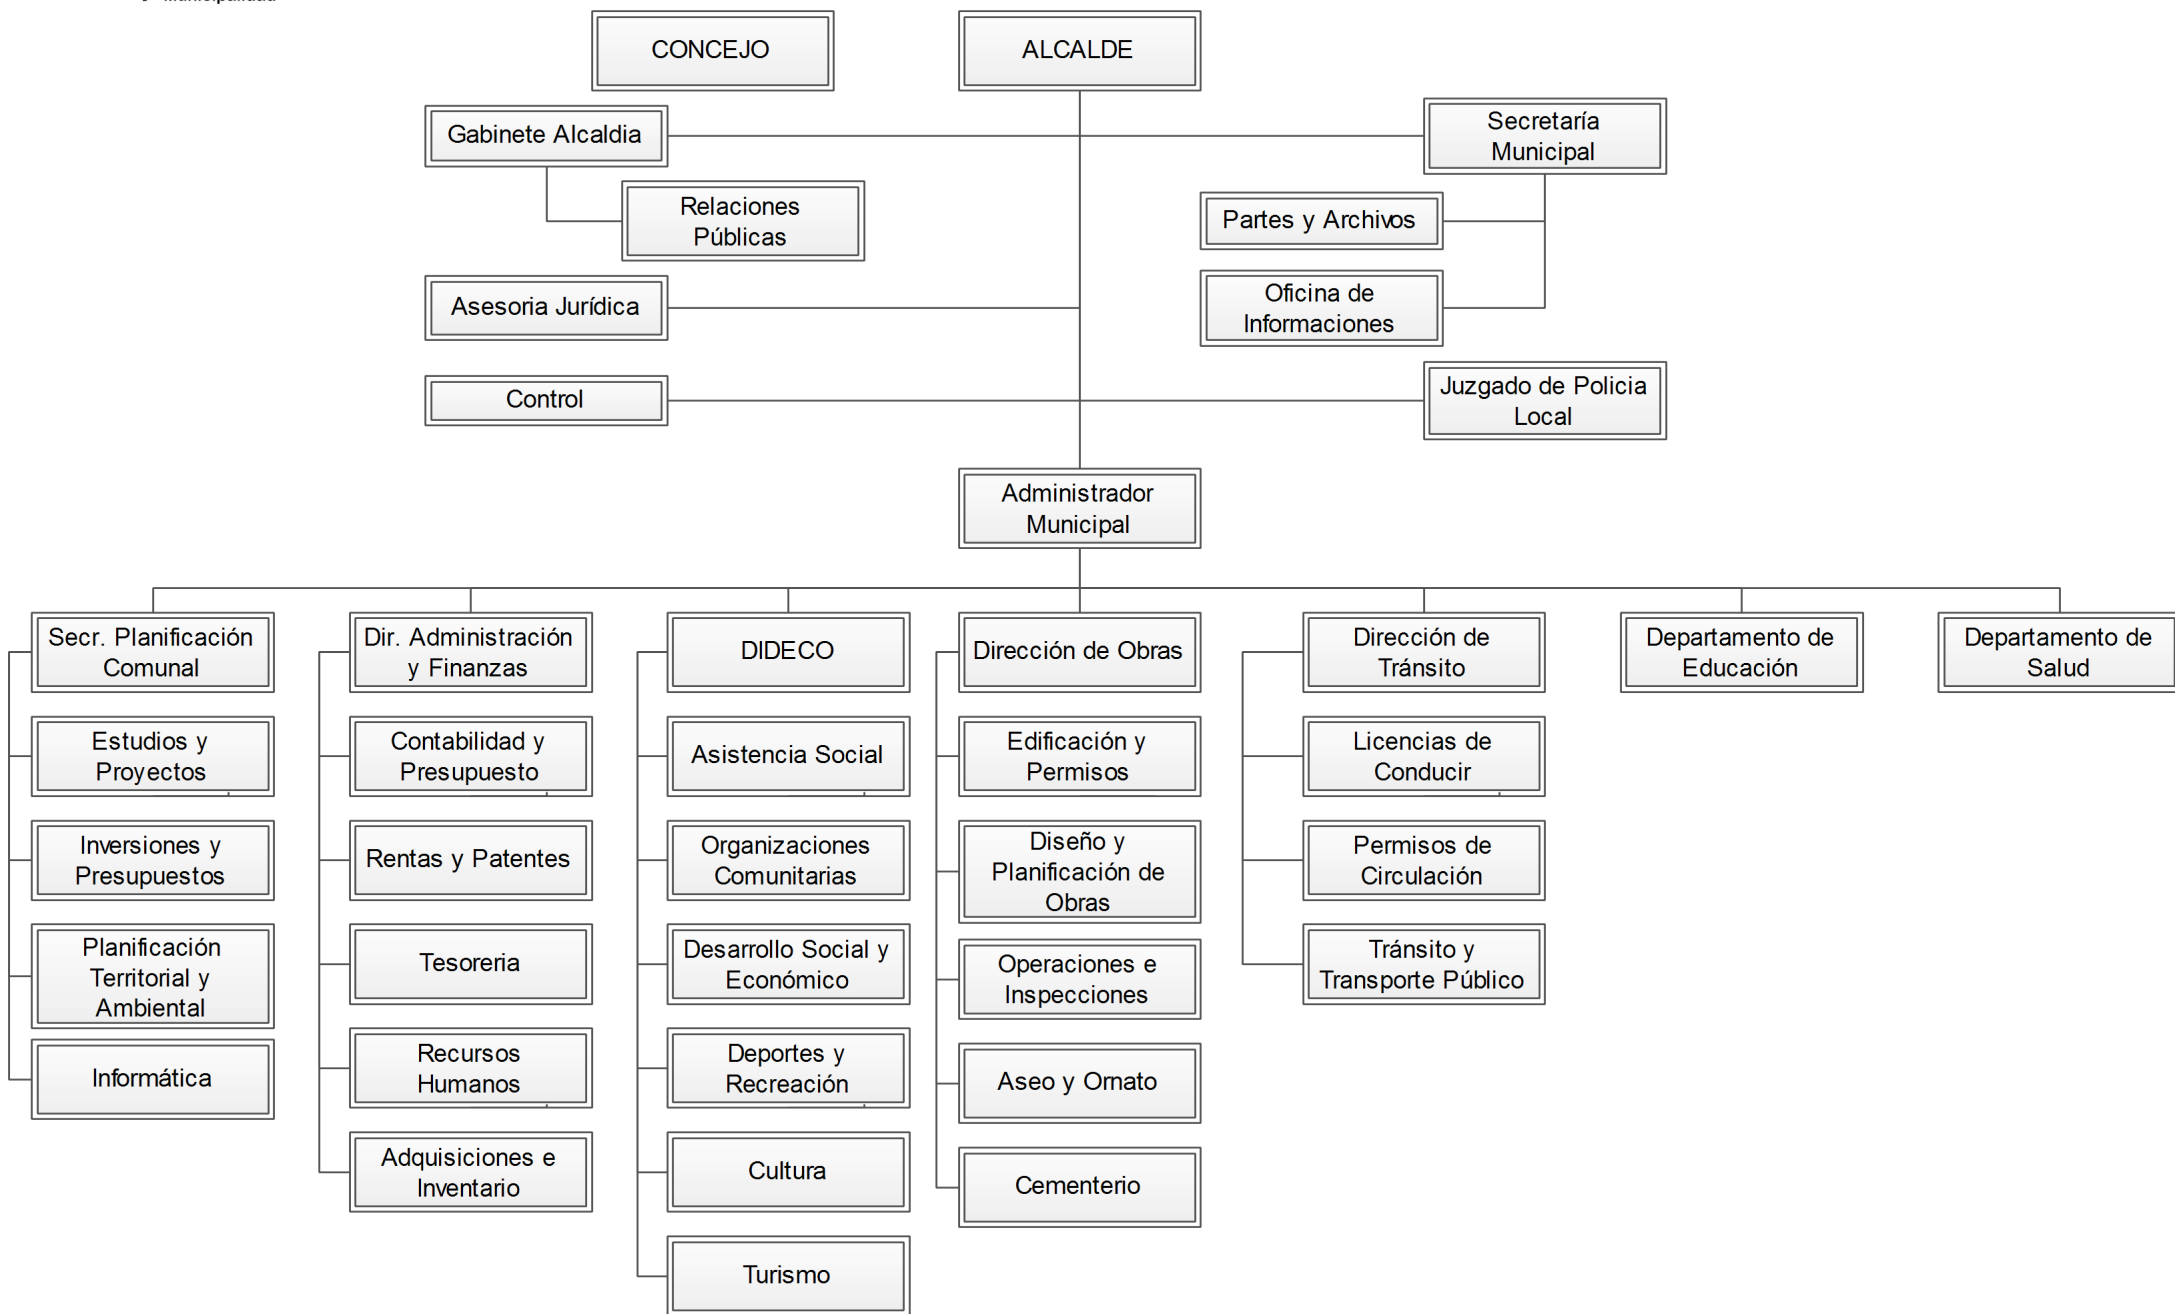 Municipalidad
CONCEJO
ALCALDE
Gabinete Alcaldia
Secretaría
Municipal
Relaciones
Públicas
Partes y Archivos
Asesoria Jurídica
Oficina de
Informaciones
Control
Juzgado de Policia
Local
Administrador
Municipal
Secr. Planificación
Comunal
Dir. Administración
y Finanzas
DIDECO
Dirección de Obras
Dirección de
Tránsito
Departamento de
Educación
Departamento de
Salud
Estudios y
Proyectos
Contabilidad y
Presupuesto
Asistencia Social
Edificación y
Permisos
Licencias de
Conducir
Inversiones y
Presupuestos
Rentas y Patentes
Organizaciones
Comunitarias
Diseño y
Planificación de
Obras
Permisos de
Circulación
Planificación
Territorial y
Ambiental
Tesoreria
Desarrollo Social y
Económico
Operaciones e
Inspecciones
Tránsito y
Transporte Público
Informática
Recursos
Humanos
Deportes y
Recreación
Aseo y Ornato
Adquisiciones e
Inventario
Cultura
Cementerio
Turismo